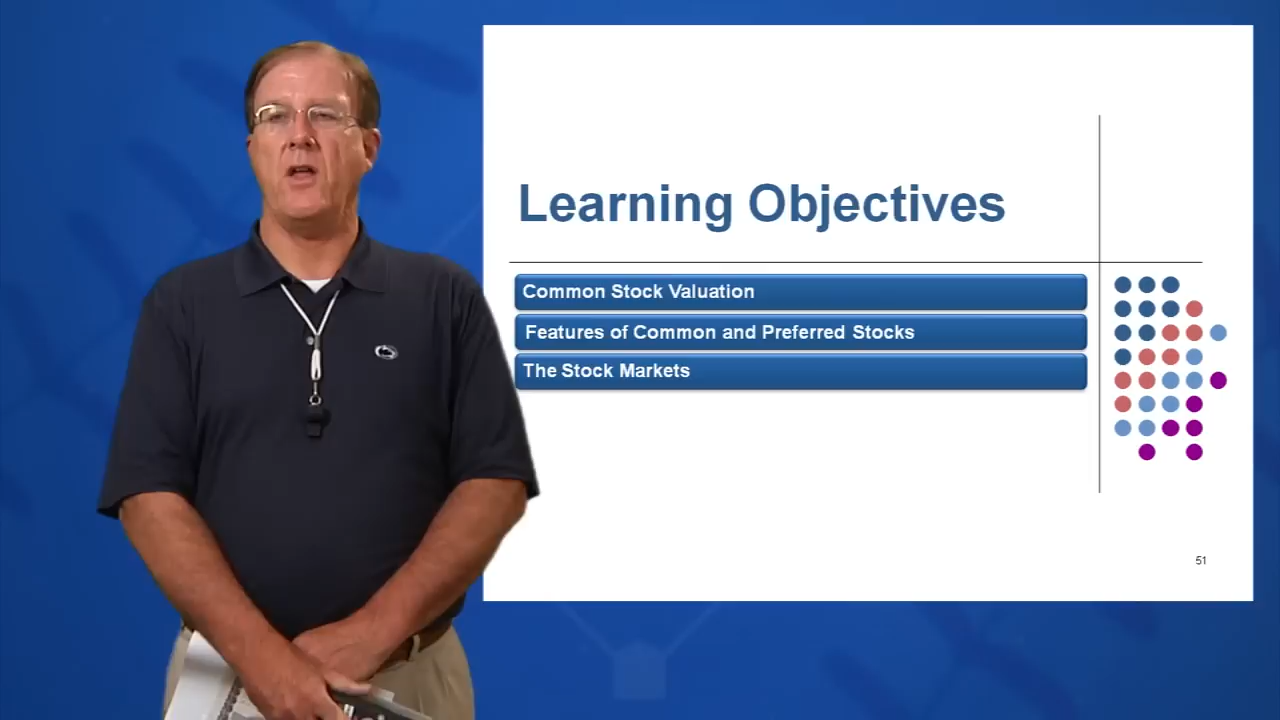 Learning Objectives
Common Stock Valuation
Features of Common and Preferred Stocks
The Stock Markets
51